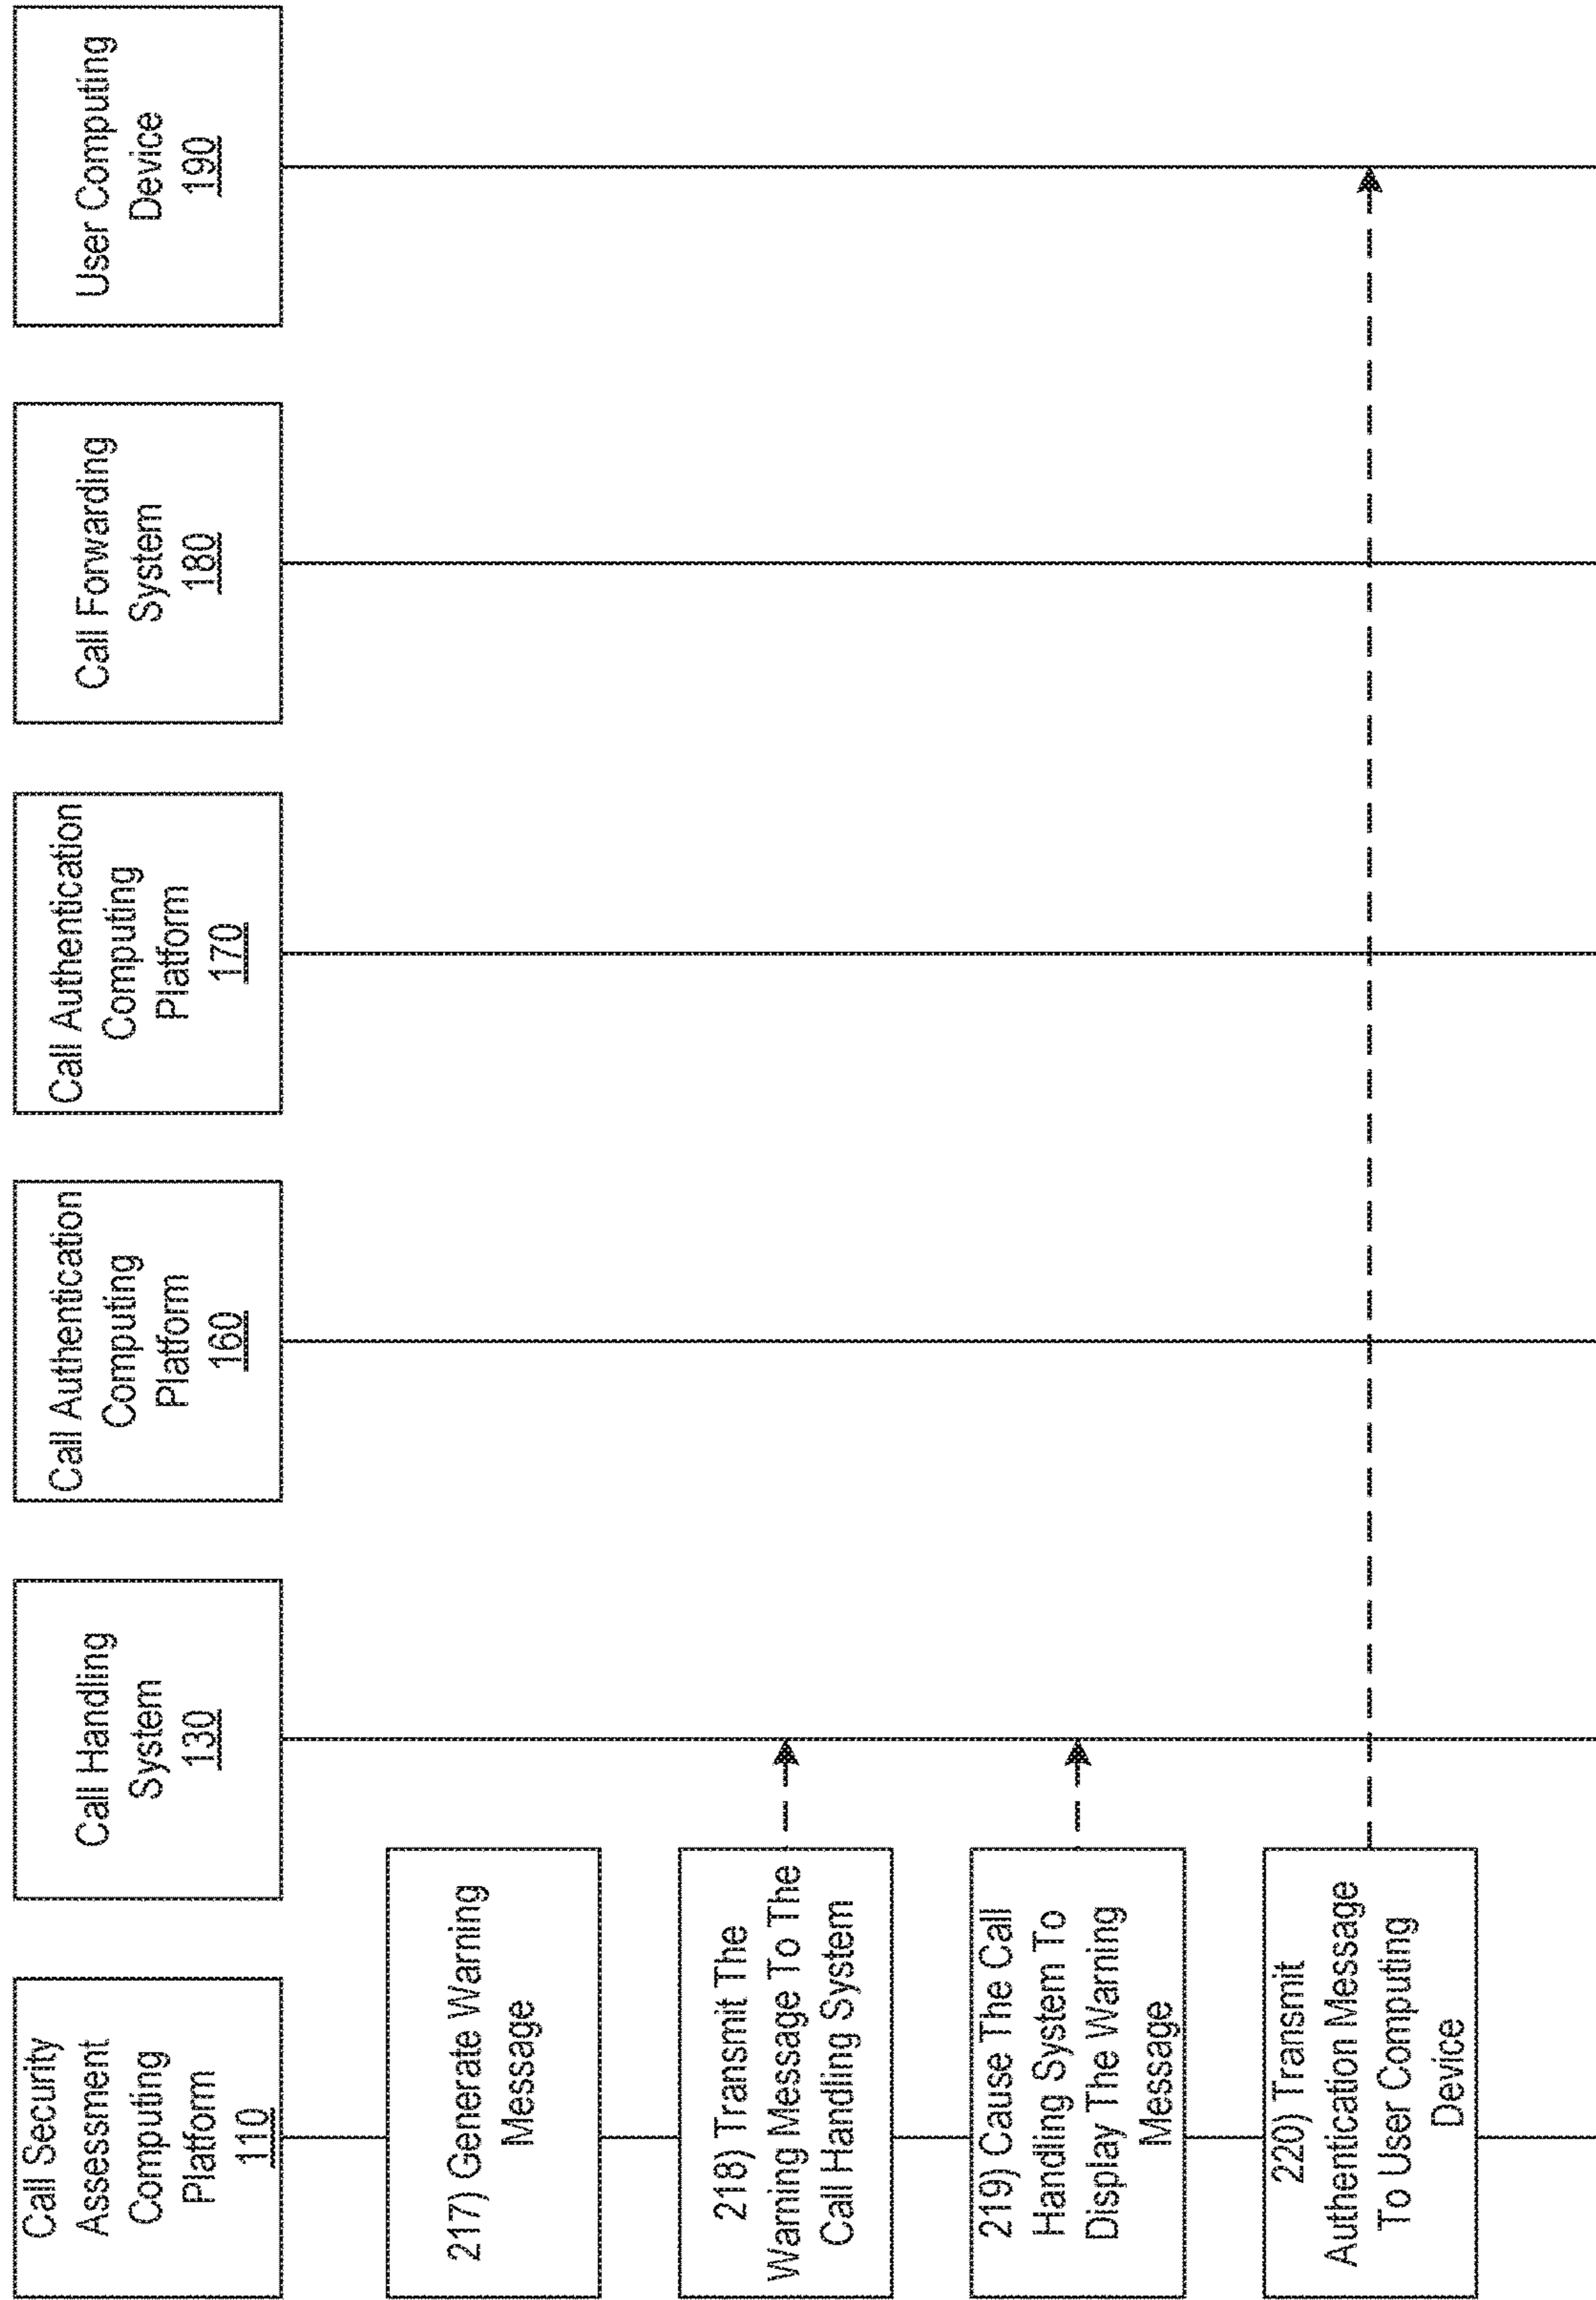 Call Security
Assessment
Computing
Platform
110
Call Handling
System
130
Call Authentication
Computing
Platform
160
Call Authentication
Computing
Platform
170
Call Forwarding
System
180
User Computing
Device
190
217) Generate Warning
Message
218) Transmit The
Warning Message To The
Call Handling System
219) Cause The Call
Handling System To
Display The Warning
Message
220) Transmit
Authentication Message
To User Computing
Device